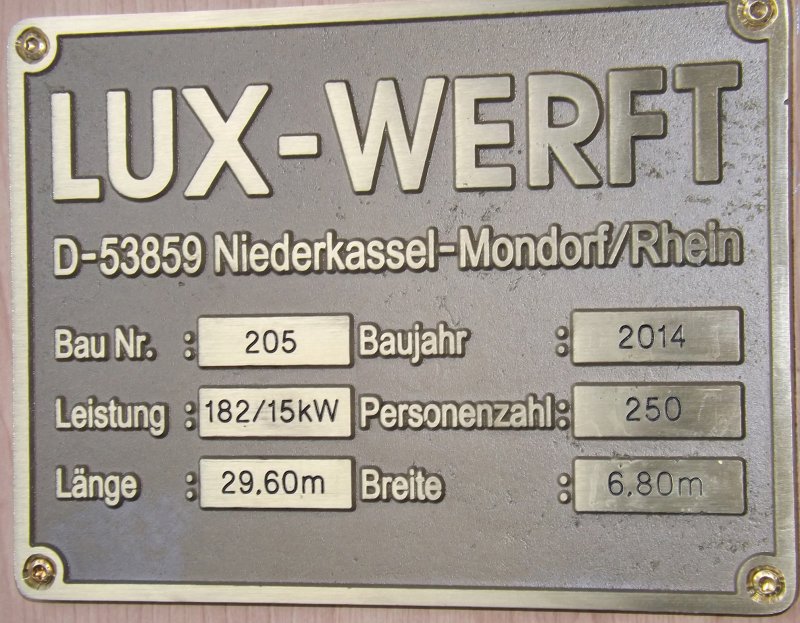 LUX-WERFT
D-53859 Niederkassel-Mondorf/Rhein
Bau Nr. : 205 Baujahr : 2014
Leistung : 182/15kW Personenzahl : 250
Länge : 29.60m Breite : 6.80m